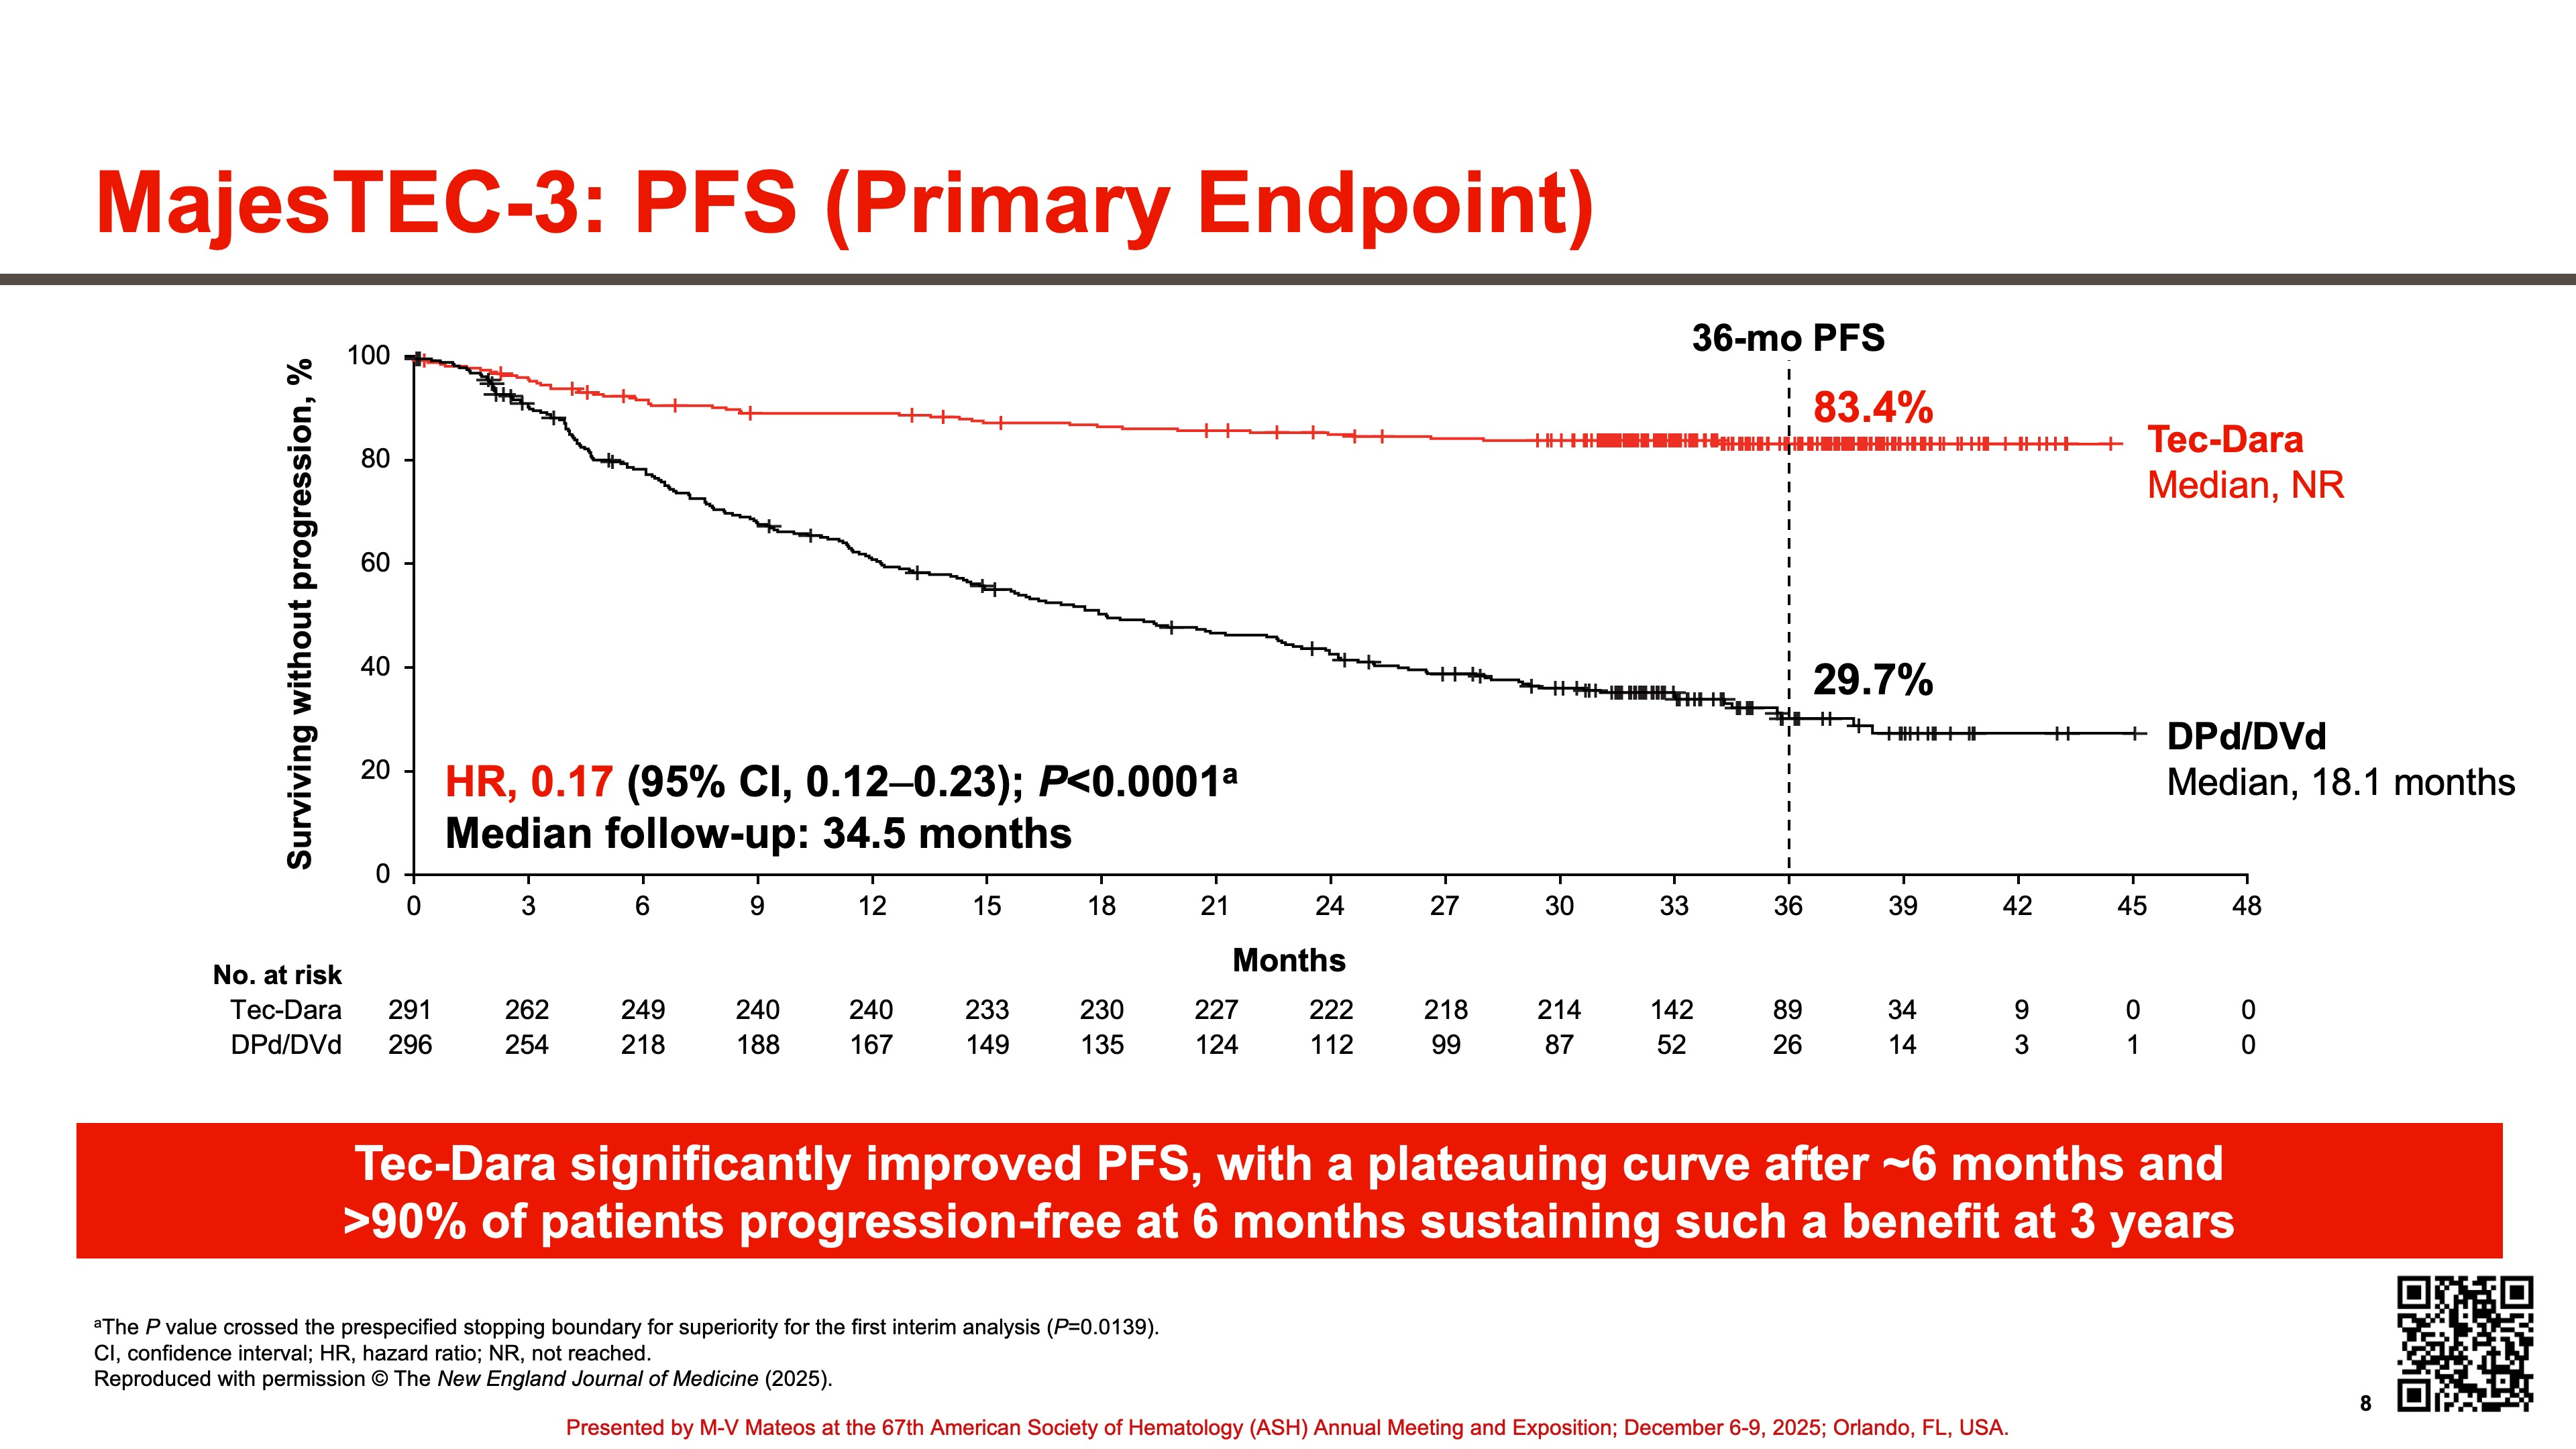 MajesTEC-3: PFS (Primary Endpoint)
36-mo PFS
Surviving without progression, %
100
80
60
40
20
0
83.4%
Tec-Dara
Median, NR
29.7%
DPd/DVd
Median, 18.1 months
HR, 0.17 (95% CI, 0.12–0.23); P<0.0001ᵃ
Median follow-up: 34.5 months
0 3 6 9 12 15 18 21 24 27 30 33 36 39 42 45 48
Months
No. at risk
Tec-Dara 291 262 249 240 240 233 230 227 222 218 214 142 89 34 9 0 0
DPd/DVd 296 254 218 188 167 149 135 124 112 99 87 52 26 14 3 1 0
Tec-Dara significantly improved PFS, with a plateauing curve after ~6 months and
>90% of patients progression-free at 6 months sustaining such a benefit at 3 years
ᵃThe P value crossed the prespecified stopping boundary for superiority for the first interim analysis (P=0.0139).
CI, confidence interval; HR, hazard ratio; NR, not reached.
Reproduced with permission © The New England Journal of Medicine (2025).
8
Presented by M-V Mateos at the 67th American Society of Hematology (ASH) Annual Meeting and Exposition; December 6-9, 2025; Orlando, FL, USA.